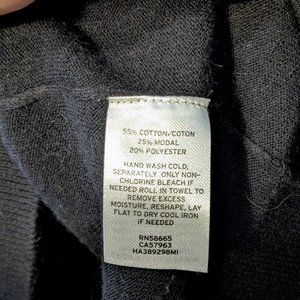 55% COTTON/COTON
25% MODAL
20% POLYESTER
HAND WASH COLD,
SEPARATELY ONLY NON-
CHLORINE BLEACH IF
NEEDED ROLL IN TOWEL TO
REMOVE EXCESS
MOISTURE, RESHAPE, LAY
FLAT TO DRY COOL IRON
IF NEEDED
RN58665
CA57963
HA389298MI